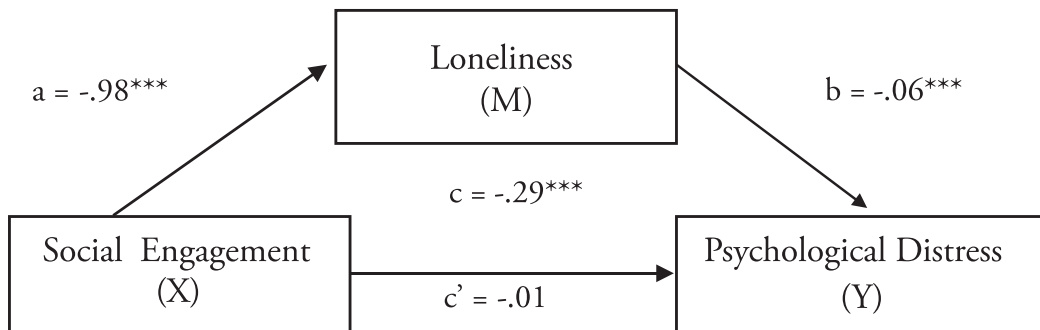 Loneliness
(M)
a = -.98***
b = -.06***
c = -.29***
Social Engagement
(X)
Psychological Distress
(Y)
c’ = -.01